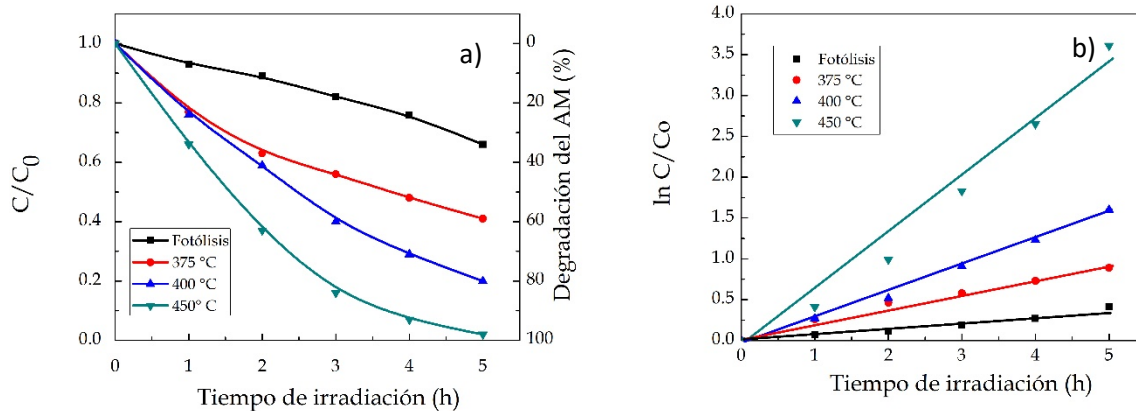 a)
1.0
0.8
0.6
0.4
0.2
0.0
C/C0
0
20
40
60
80
100
Degradación del AM (%)
Fotólisis
375 °C
400 °C
450° C
0 1 2 3 4 5
Tiempo de irradiación (h)
b)
4.0
3.5
3.0
2.5
2.0
1.5
1.0
0.5
0.0
ln C/Co
Fotólisis
375 °C
400 °C
450 °C
0 1 2 3 4 5
Tiempo de irradiación (h)